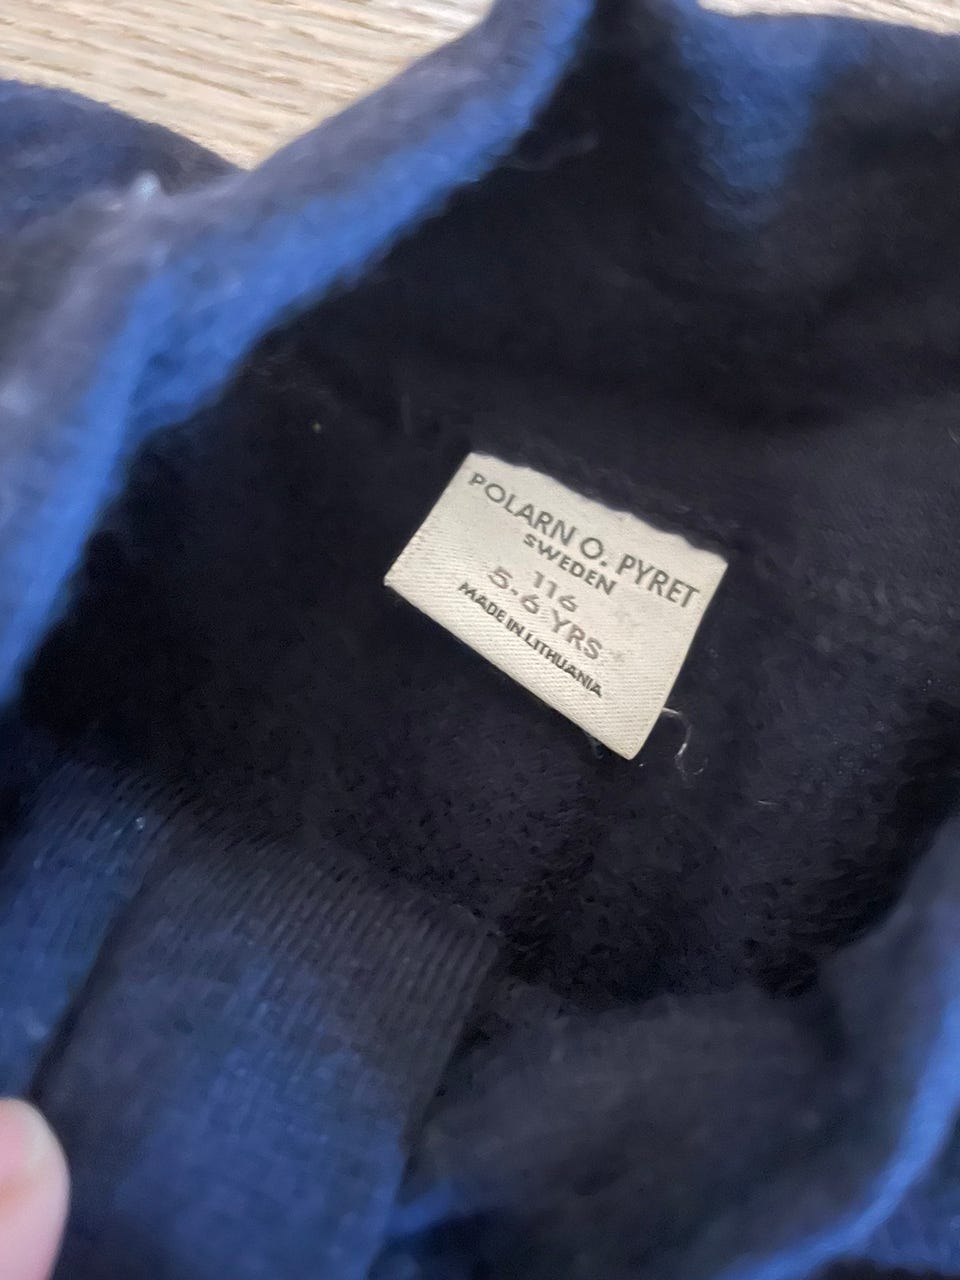 POLARN O. PYRET
SWEDEN
116
5-6 YRS
MADE IN LITHUANIA